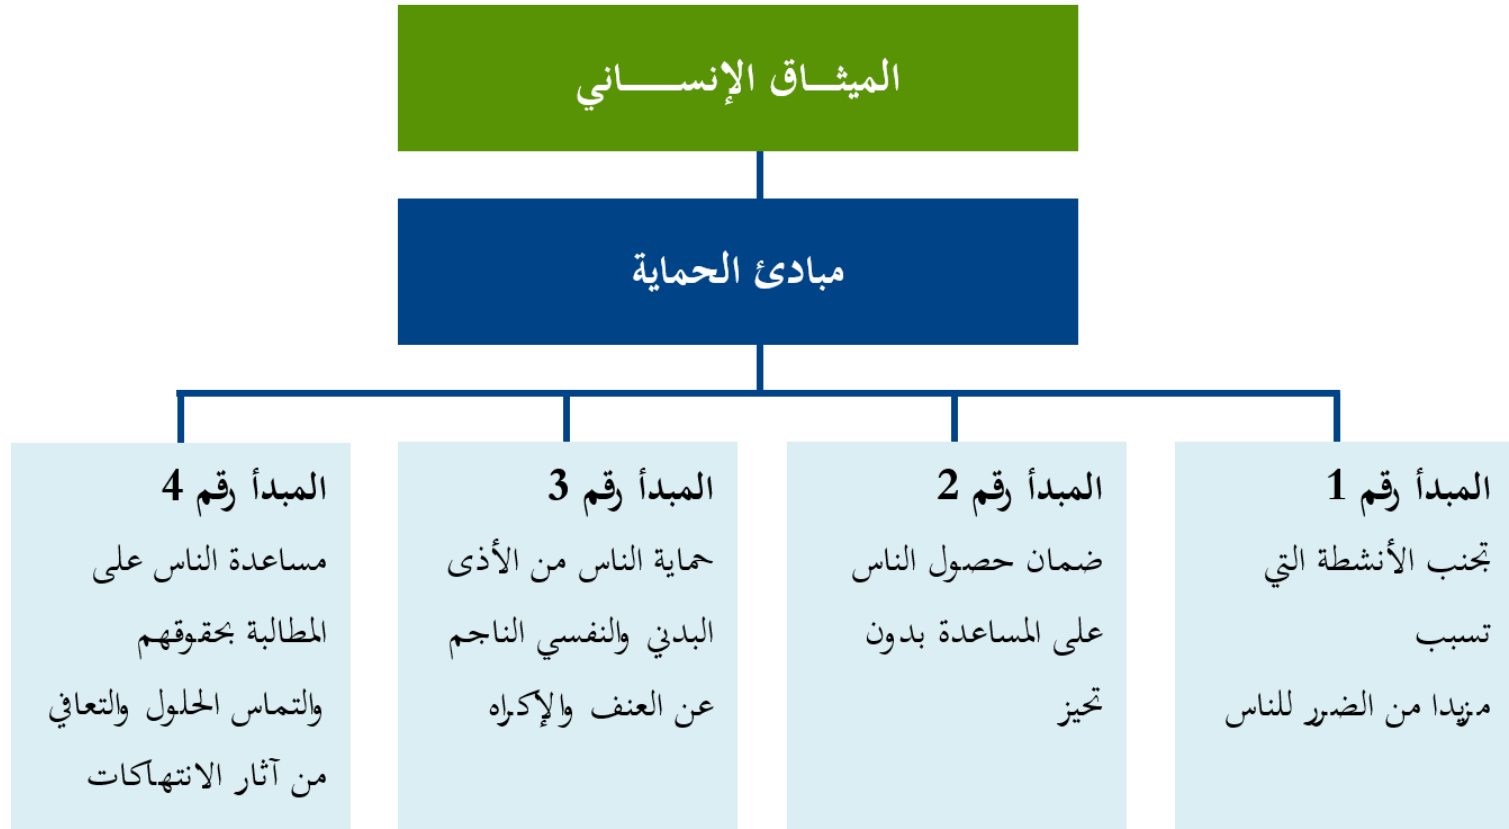 الميثـــاق الإنســـــاني
مبادئ الحماية
المبدأ رقم 1
تجنب الأنشطة التي
تسبب
مزيدا من الضرر للناس
المبدأ رقم 2
ضمان حصول الناس
على المساعدة بدون
تحيز
المبدأ رقم 3
حماية الناس من الأذى
البدني والنفسي الناجم
عن العنف والإكراه
المبدأ رقم 4
مساعدة الناس على
المطالبة بحقوقهم
والتماس الحلول والتعافي
من آثار الانتهاكات